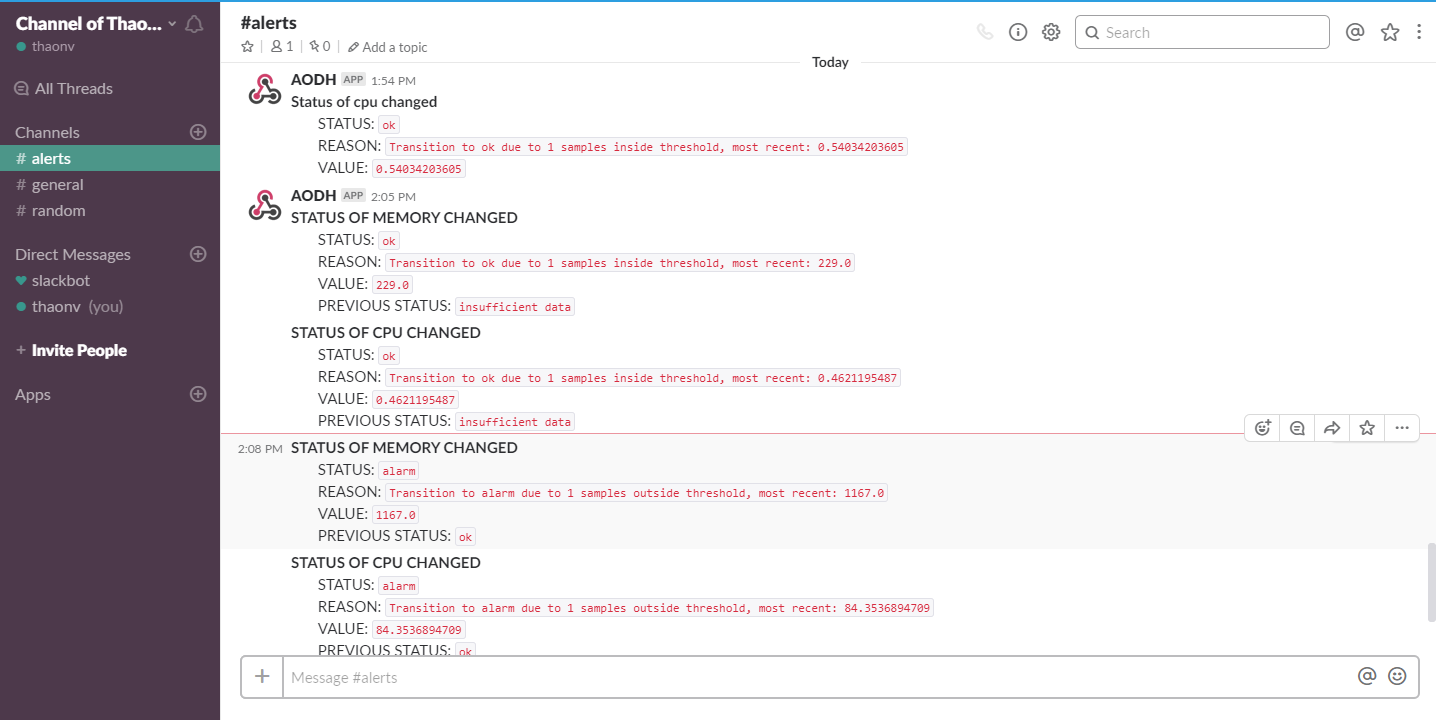 Channel of Thao...
thaonv
All Threads
Channels
# alerts
# general
# random
Direct Messages
slackbot
thaonv (you)
+ Invite People
Apps
#alerts
1
0
Add a topic
Search
Today
AODH APP 1:54 PM
Status of cpu changed
STATUS: ok
REASON: Transition to ok due to 1 samples inside threshold, most recent: 0.54034203605
VALUE: 0.54034203605
AODH APP 2:05 PM
STATUS OF MEMORY CHANGED
STATUS: ok
REASON: Transition to ok due to 1 samples inside threshold, most recent: 229.0
VALUE: 229.0
PREVIOUS STATUS: insufficient data
STATUS OF CPU CHANGED
STATUS: ok
REASON: Transition to ok due to 1 samples inside threshold, most recent: 0.4621195487
VALUE: 0.4621195487
PREVIOUS STATUS: insufficient data
2:08 PM STATUS OF MEMORY CHANGED
STATUS: alarm
REASON: Transition to alarm due to 1 samples outside threshold, most recent: 1167.0
VALUE: 1167.0
PREVIOUS STATUS: ok
STATUS OF CPU CHANGED
STATUS: alarm
REASON: Transition to alarm due to 1 samples outside threshold, most recent: 84.3536894709
VALUE: 84.3536894709
PREVIOUS STATUS: ok
Message #alerts